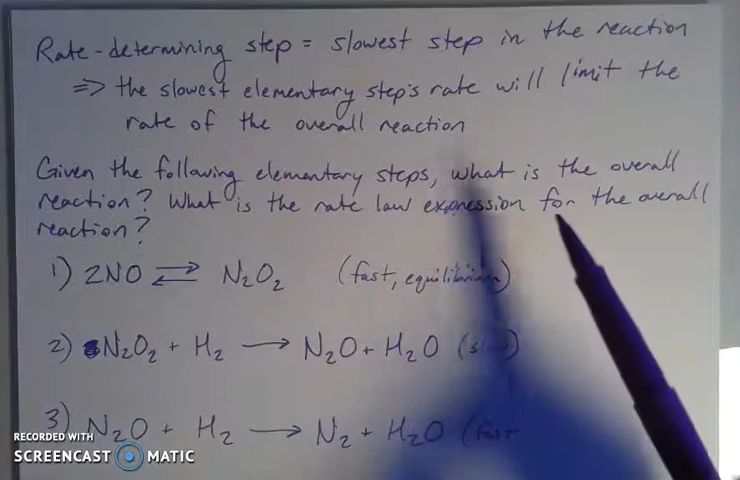 Rate-determining step = slowest step in the reaction
⇒ the slowest elementary step's rate will limit the
rate of the overall reaction
Given the following elementary steps, what is the overall
reaction? What is the rate law expression for the overall
reaction?
1) 2NO ⇌ N₂O₂ (fast, equilibrium)
2) N₂O₂ + H₂ → N₂O + H₂O
3) N₂O + H₂ → N₂ + H₂O (fast
RECORDED WITH
SCREENCAST MATIC